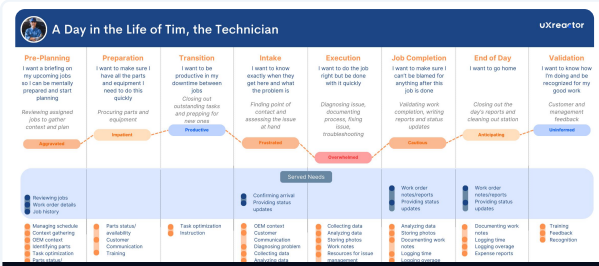 A Day in the Life of Tim, the Technician
uXreactor
Pre-Planning
I want a briefing on
my upcoming jobs
so I can be mentally
prepared and start
planning
Reviewing assigned
jobs to gather
context and plan
Aggravated
Preparation
I want to make sure I
have all the parts
and equipment I
need to do this
quickly
Procuring parts and
equipment
Impatient
Transition
I want to be
productive in my
downtime between
jobs
Closing out
outstanding tasks
and prepping for
new ones
Productive
Intake
I want to know
exactly when they
get here and what
the problem is
Finding point of
contact and
assessing the issue
at hand
Frustrated
Execution
I want to do the job
right but be done
with it quickly
Diagnosing issue,
documenting
process, fixing
issue,
troubleshooting
Overwhelmed
Job Completion
I want to make sure I
can't be blamed for
anything after this
job is done
Validating work
completion, writing
reports and status
updates
Cautious
End of Day
I want to go home
Closing out the
day's reports and
cleaning out station
Anticipating
Validation
I want to know how
I'm doing and be
recognized for my
good work
Customer and
management
feedback
Uninformed
Served Needs
Reviewing jobs
Work order details
Job history
Confirming arrival
Providing status
updates
Work order
notes/reports
Providing status
updates
Work order
notes/reports
Providing status
updates
Managing schedule
Context gathering
OEM context
Identifying parts
Task optimization
Parts status/
Parts status/
availability
Customer
Communication
Training
Task optimization
Instruction
OEM context
Customer
Communication
Diagnosing problem
Collecting data
Analyzing data
Collecting data
Analyzing data
Storing photos
Work notes
Resources for issue
management
Analyzing data
Storing photos
Documenting work
notes
Logging time
Logging overage
Documenting work
notes
Logging time
Logging overage
Expense reports
Training
Feedback
Recognition